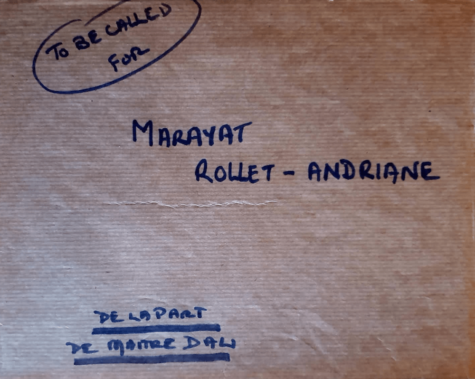 TO BE CALLED
FOR
MARAYAT
ROLLET - ANDRIANE
DE LA PART
DE MAITRE DALI